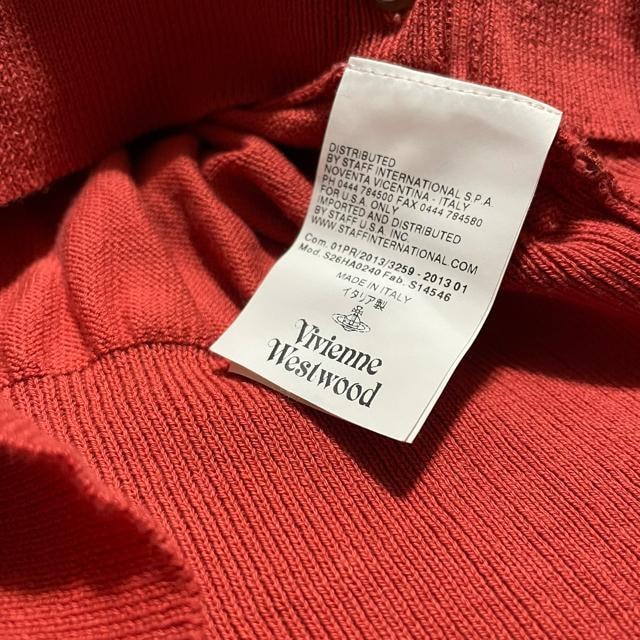 DISTRIBUTED
BY STAFF INTERNATIONAL S.P.A.
NOVENTA VICENTINA - ITALY
PH 0444 784500 FAX 0444 784580
FOR U.S.A. ONLY
IMPORTED AND DISTRIBUTED
BY STAFF U.S.A. INC
WWW.STAFFINTERNATIONAL.COM
Com. 01PR/2013/3259 - 2013 01
Mod. S26HA0240 Fab. S14546
MADE IN ITALY
イタリア製
Vivienne
Westwood